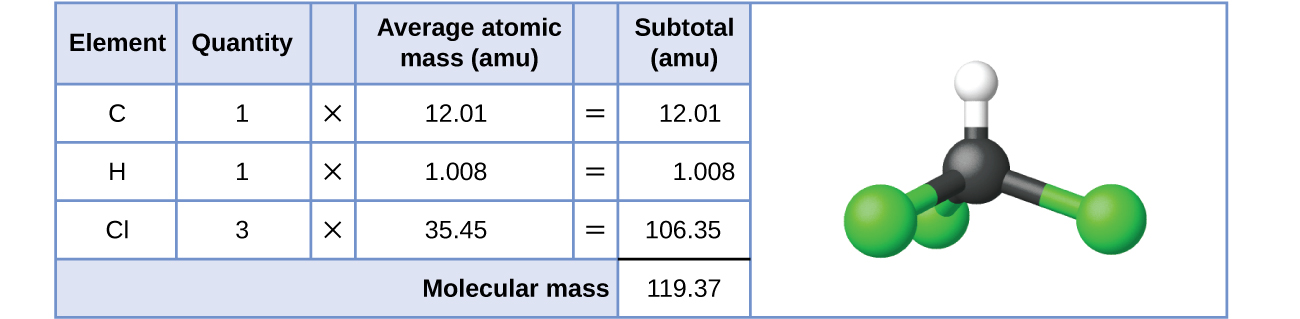 Element Quantity Average atomic mass (amu) Subtotal (amu)
C 1 × 12.01 = 12.01
H 1 × 1.008 = 1.008
Cl 3 × 35.45 = 106.35
Molecular mass 119.37